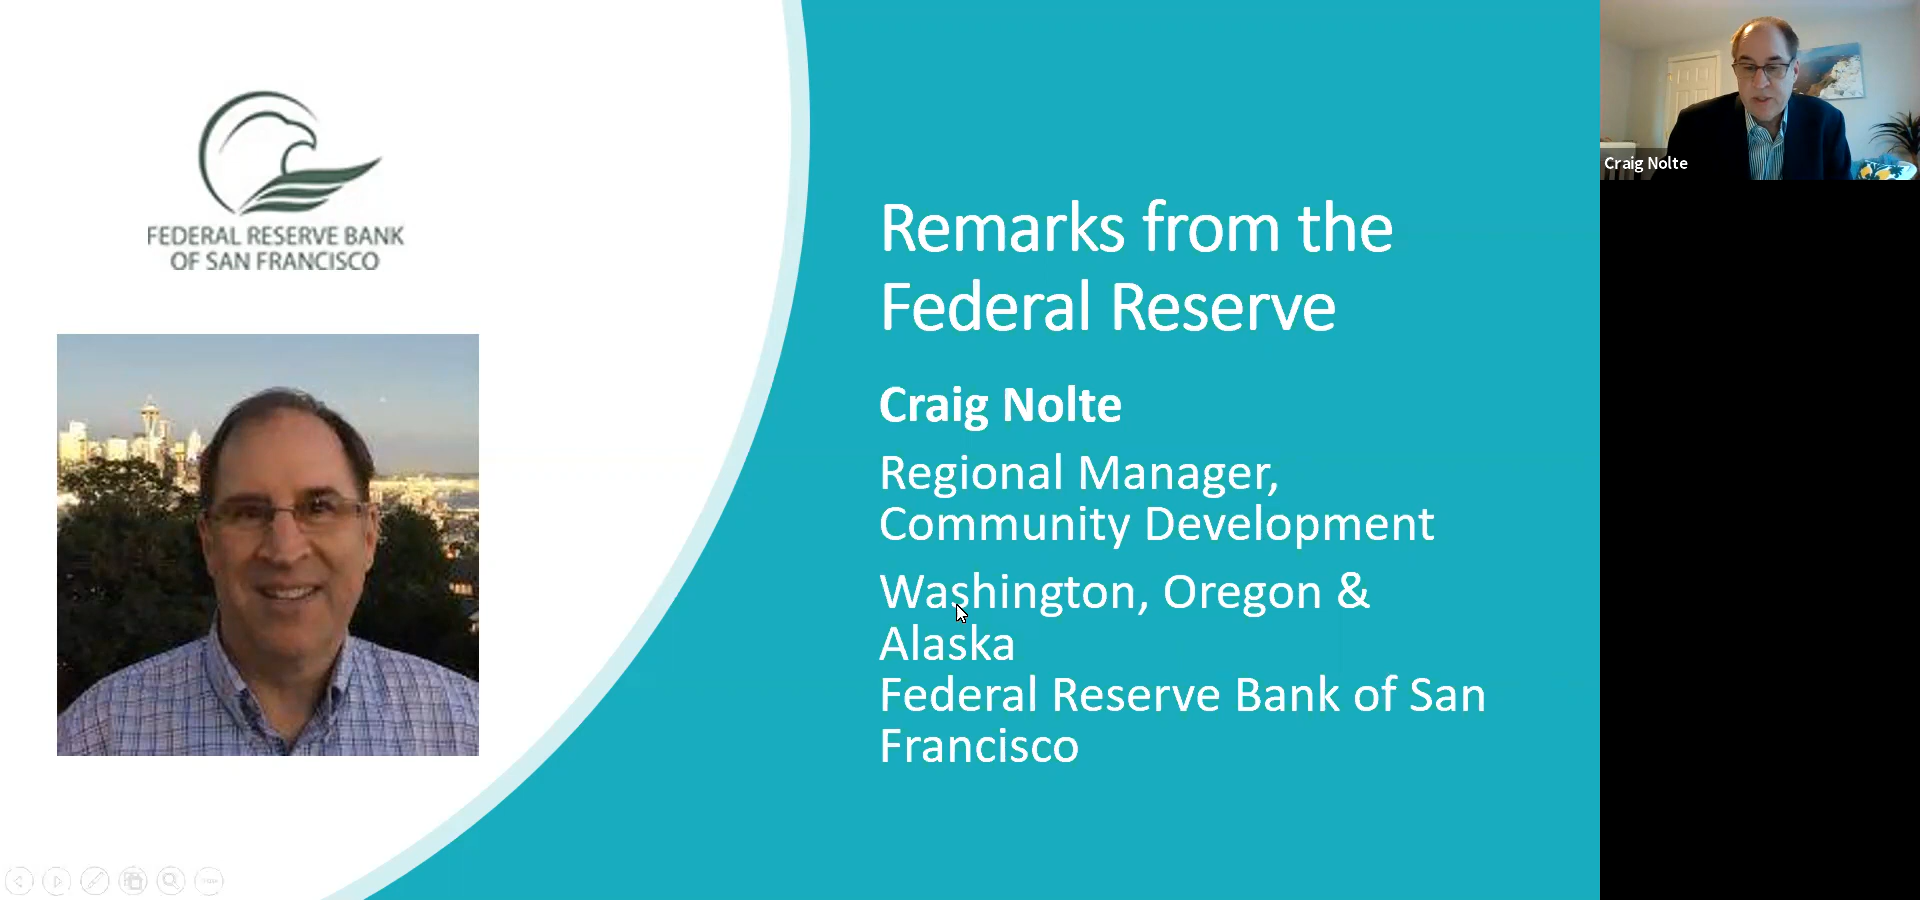 FEDERAL RESERVE BANK
OF SAN FRANCISCO
Remarks from the
Federal Reserve
Craig Nolte
Regional Manager,
Community Development
Washington, Oregon &
Alaska
Federal Reserve Bank of San
Francisco
Craig Nolte